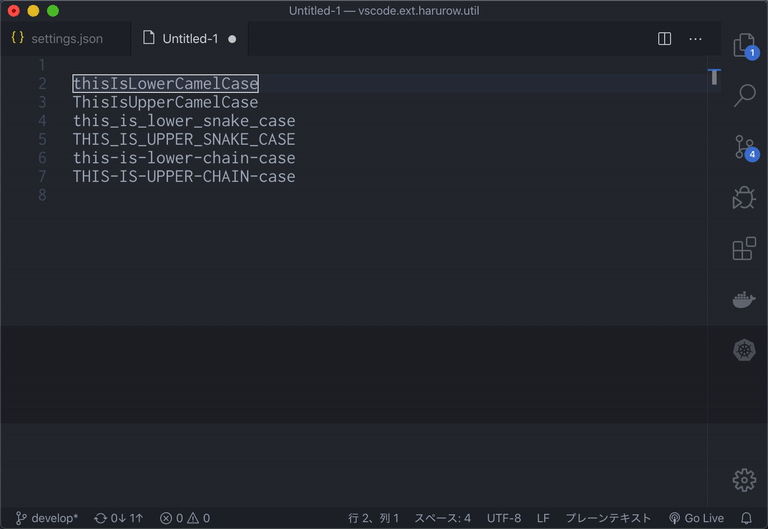 Untitled-1 — vscode.ext.harurow.util
{} settings.json
Untitled-1
1
1
2 thisIsLowerCamelCase
3 ThisIsUpperCamelCase
4 this_is_lower_snake_case
5 THIS_IS_UPPER_SNAKE_CASE
6 this-is-lower-chain-case
7 THIS-IS-UPPER-CHAIN-case
8
4
develop* 0↓ 1↑ 0 0 行 2、列 1 スペース: 4 UTF-8 LF プレーンテキスト Go Live